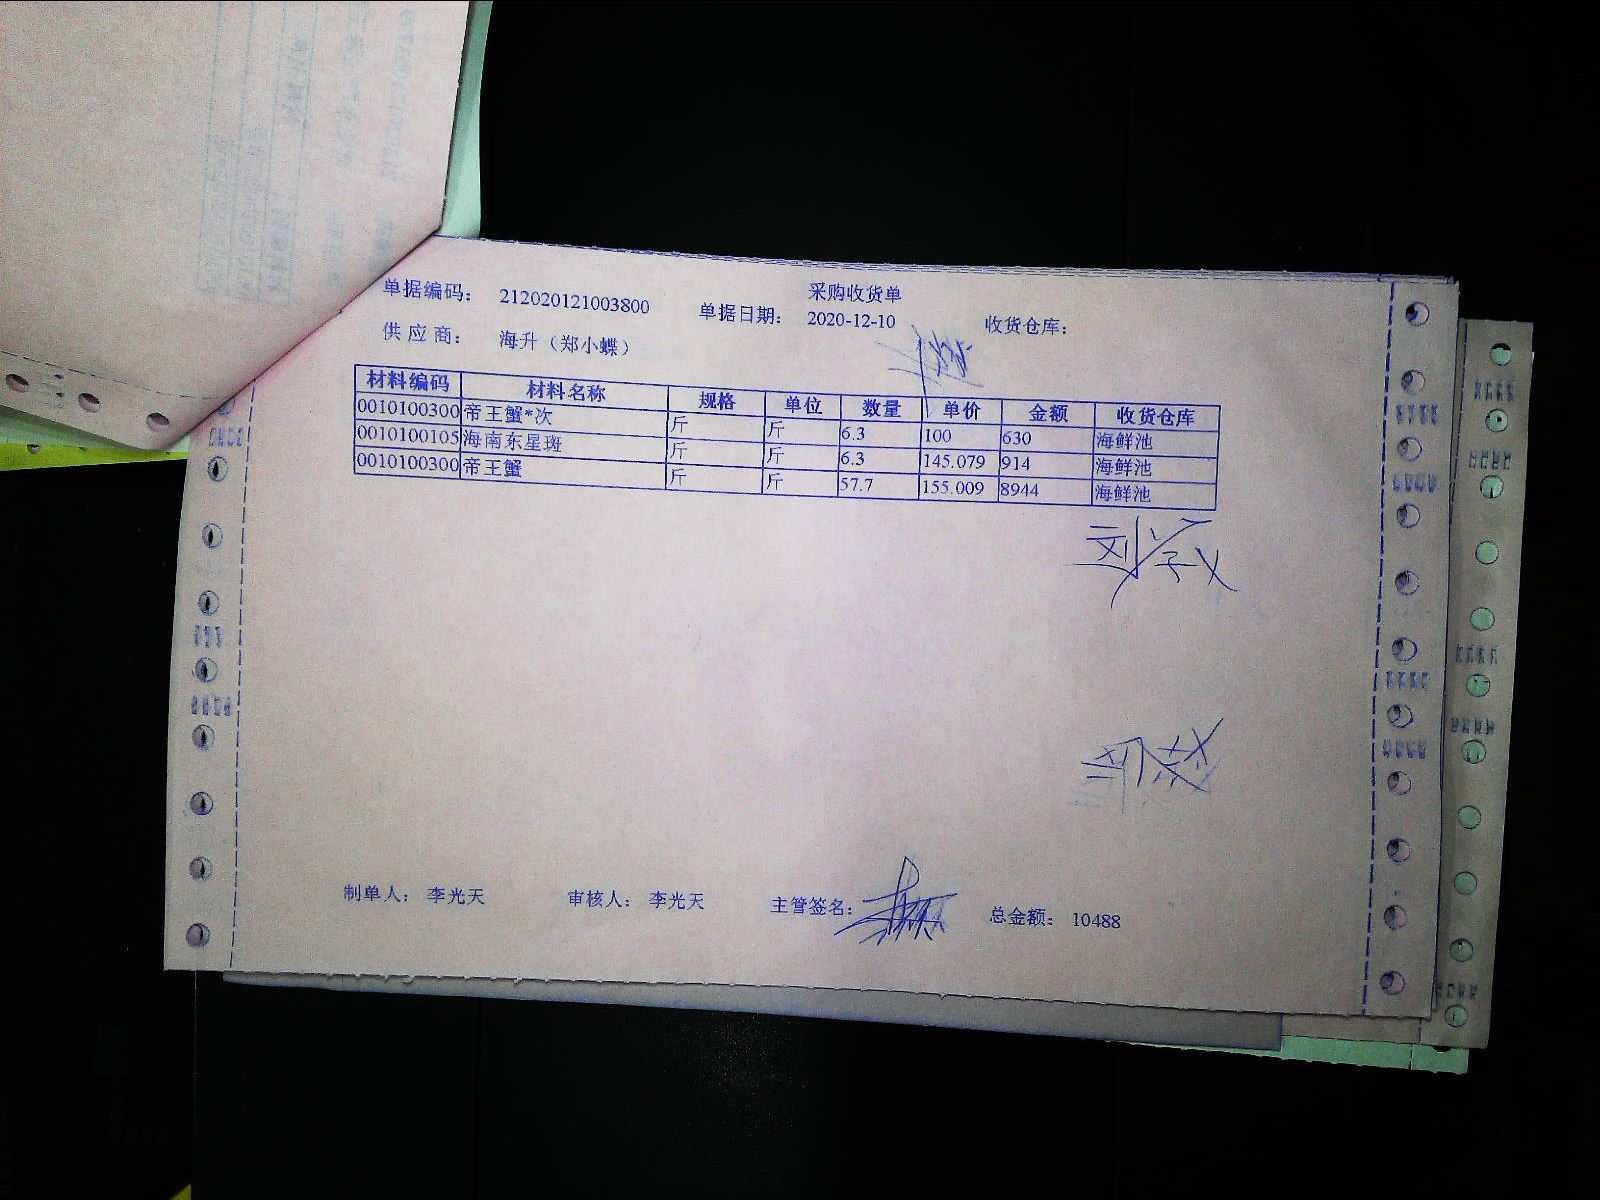 采购收货单
单据编码： 212020121003800 单据日期： 2020-12-10 收货仓库：
供应商： 海升（郑小蝶）
材料编码 材料名称 规格 单位 数量 单价 金额 收货仓库
0010100300 帝王蟹*次 斤 斤 6.3 100 630 海鲜池
0010100105 海南东星斑 斤 斤 6.3 145.079 914 海鲜池
0010100300 帝王蟹 斤 斤 57.7 155.009 8944 海鲜池
制单人： 李光天 审核人： 李光天 主管签名： 总金额： 10488